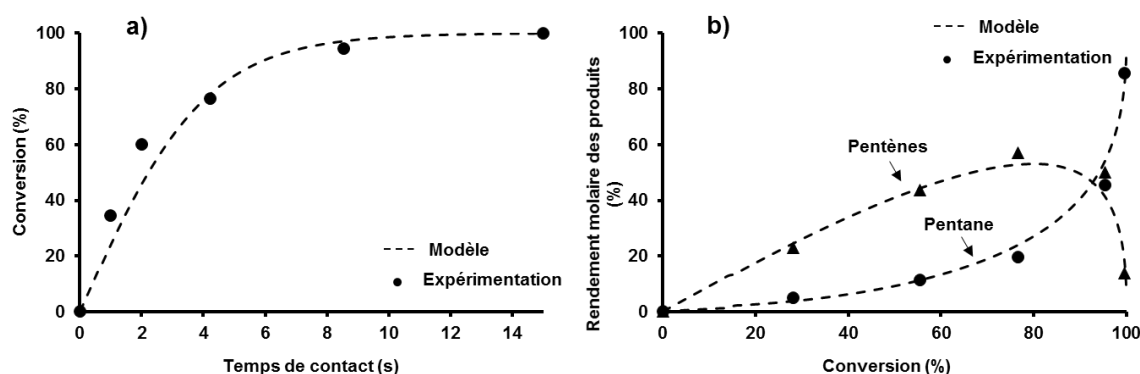 a)
100
80
60
40
20
0
Conversion (%)
Modèle
Expérimentation
0 2 4 6 8 10 12 14
Temps de contact (s)
b)
Modèle
Expérimentation
100
80
60
40
20
0
Rendement molaire des produits
(%)
Pentènes
Pentane
0 20 40 60 80 100
Conversion (%)